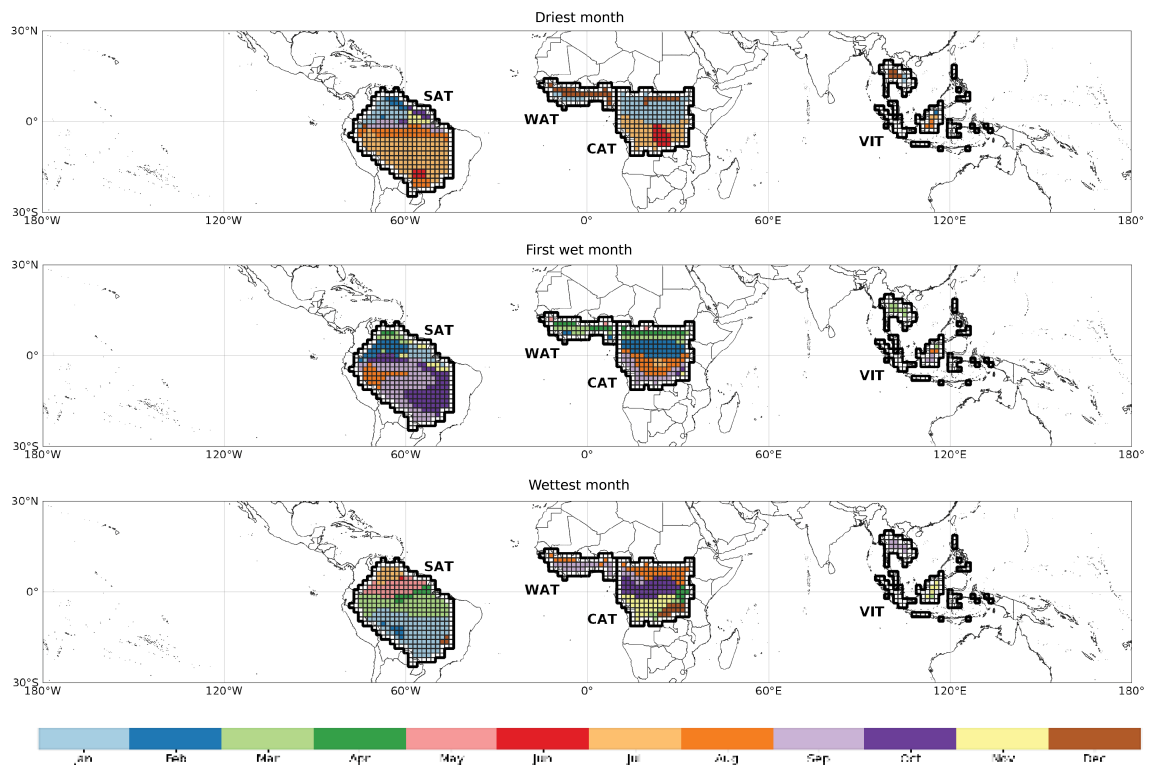 Driest month
30°N
0°
30°S
SAT
WAT
CAT
VIT
180°W 120°W 60°W 0° 60°E 120°E 180°
First wet month
30°N
0°
30°S
SAT
WAT
CAT
VIT
180°W 120°W 60°W 0° 60°E 120°E 180°
Wettest month
30°N
0°
30°S
SAT
WAT
CAT
VIT
180°W 120°W 60°W 0° 60°E 120°E 180°
Jan Feb Mar Apr May Jun Jul Aug Sep Oct Nov Dec